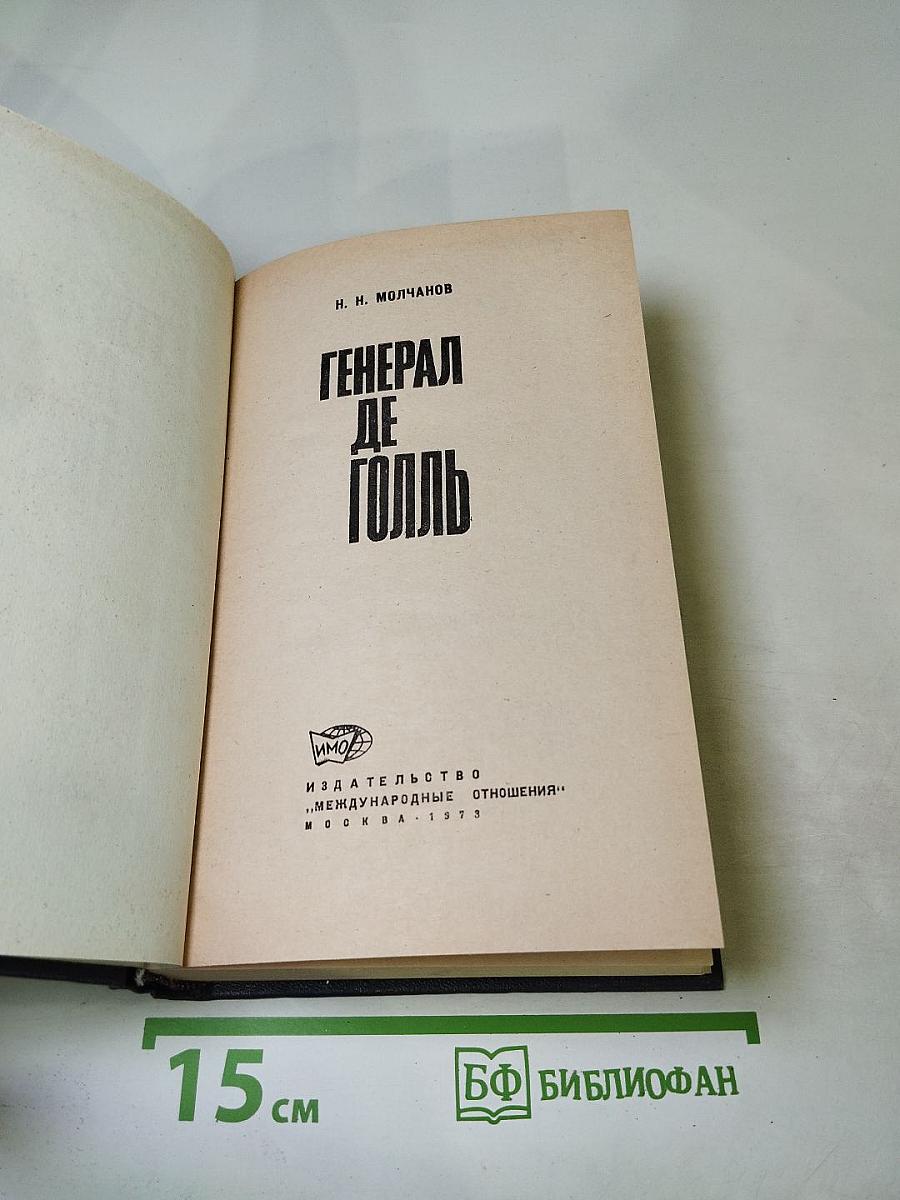 Н. Н. МОЛЧАНОВ
ГЕНЕРАЛ
ДЕ
ГОЛЛЬ
ИМО
ИЗДАТЕЛЬСТВО
„МЕЖДУНАРОДНЫЕ ОТНОШЕНИЯ“
МОСКВА · 1973
15 см
БФ БИБЛИОФАН